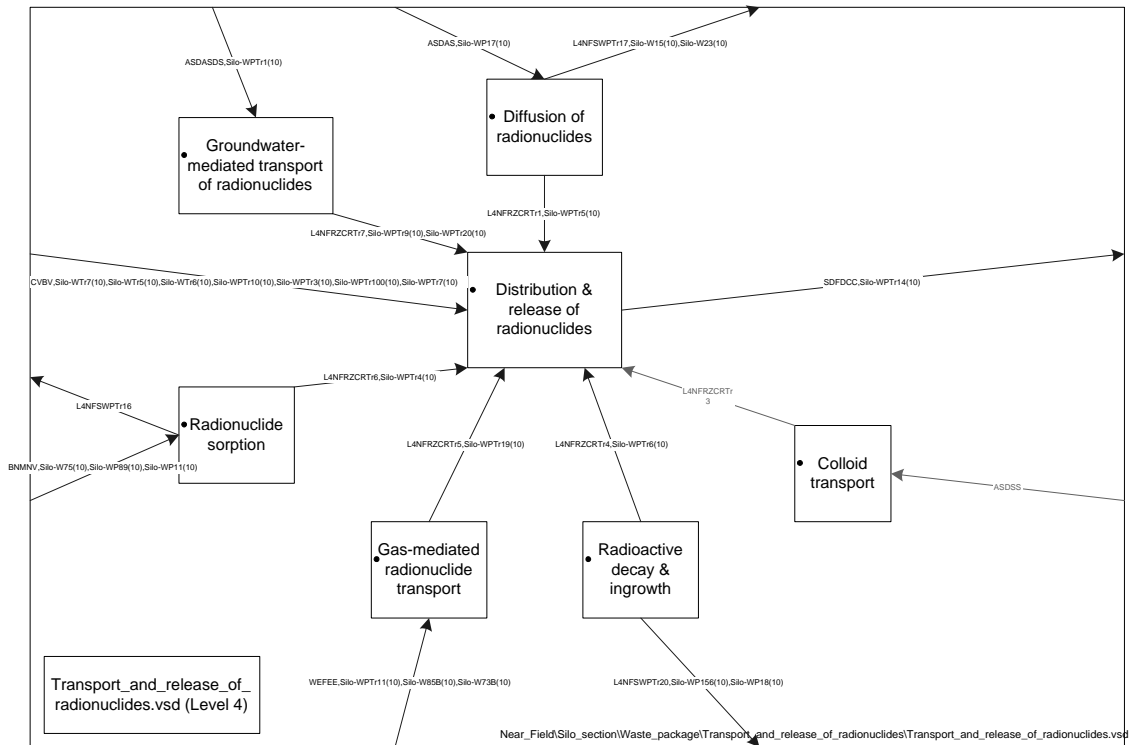 ASDAS,Silo-WP17(10)
L4NFSWPTr17,Silo-W15(10),Silo-W23(10)
ASDASDS,Silo-WPTr1(10)
Diffusion of
radionuclides
Groundwater-
mediated transport
of radionuclides
L4NFRZCRTr1,Silo-WPTr5(10)
L4NFRZCRTr7,Silo-WPTr9(10),Silo-WPTr20(10)
CVBV,Silo-WTr7(10),Silo-WTr5(10),Silo-WTr6(10),Silo-WPTr10(10),Silo-WPTr3(10),Silo-WPTr100(10),Silo-WPTr7(10)
Distribution &
release of
radionuclides
SDFDCC,Silo-WPTr14(10)
L4NFRZCRTr6,Silo-WPTr4(10)
L4NFRZCRTr
3
L4NFSWPTr16
Radionuclide
sorption
L4NFRZCRTr5,Silo-WPTr19(10)
L4NFRZCRTr4,Silo-WPTr6(10)
BNMNV,Silo-W75(10),Silo-WP89(10),Silo-WP11(10)
Colloid
transport
ASDSS
Gas-mediated
radionuclide
transport
Radioactive
decay &
ingrowth
Transport_and_release_of_
radionuclides.vsd (Level 4)
WEFEE,Silo-WPTr11(10),Silo-W85B(10),Silo-W73B(10)
L4NFSWPTr20,Silo-WP156(10),Silo-WP18(10)
Near_Field\Silo_section\Waste_package\Transport_and_release_of_radionuclides\Transport_and_release_of_radionuclides.vsd